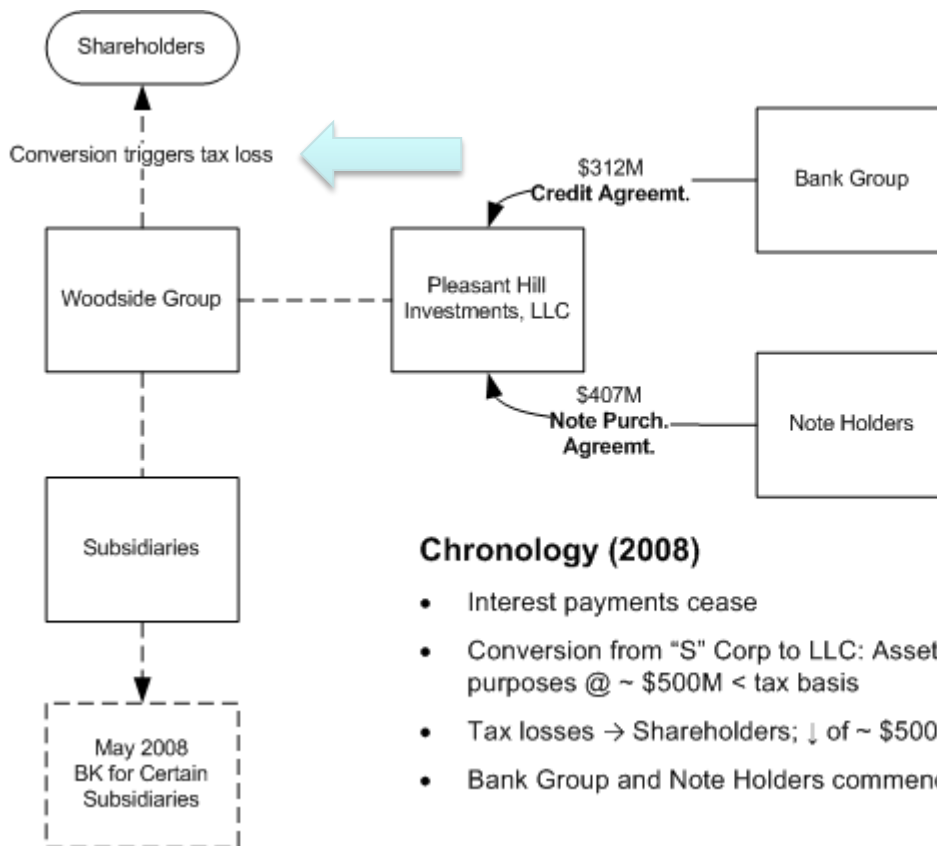 Shareholders
Conversion triggers tax loss
$312M
Credit Agreemt.
Bank Group
Woodside Group
Pleasant Hill
Investments, LLC
$407M
Note Purch.
Agreemt.
Note Holders
Subsidiaries
Chronology (2008)
• Interest payments cease
• Conversion from “S” Corp to LLC: Asset
purposes @ ~ $500M < tax basis
• Tax losses → Shareholders; ↓ of ~ $500
• Bank Group and Note Holders commen
May 2008
BK for Certain
Subsidiaries